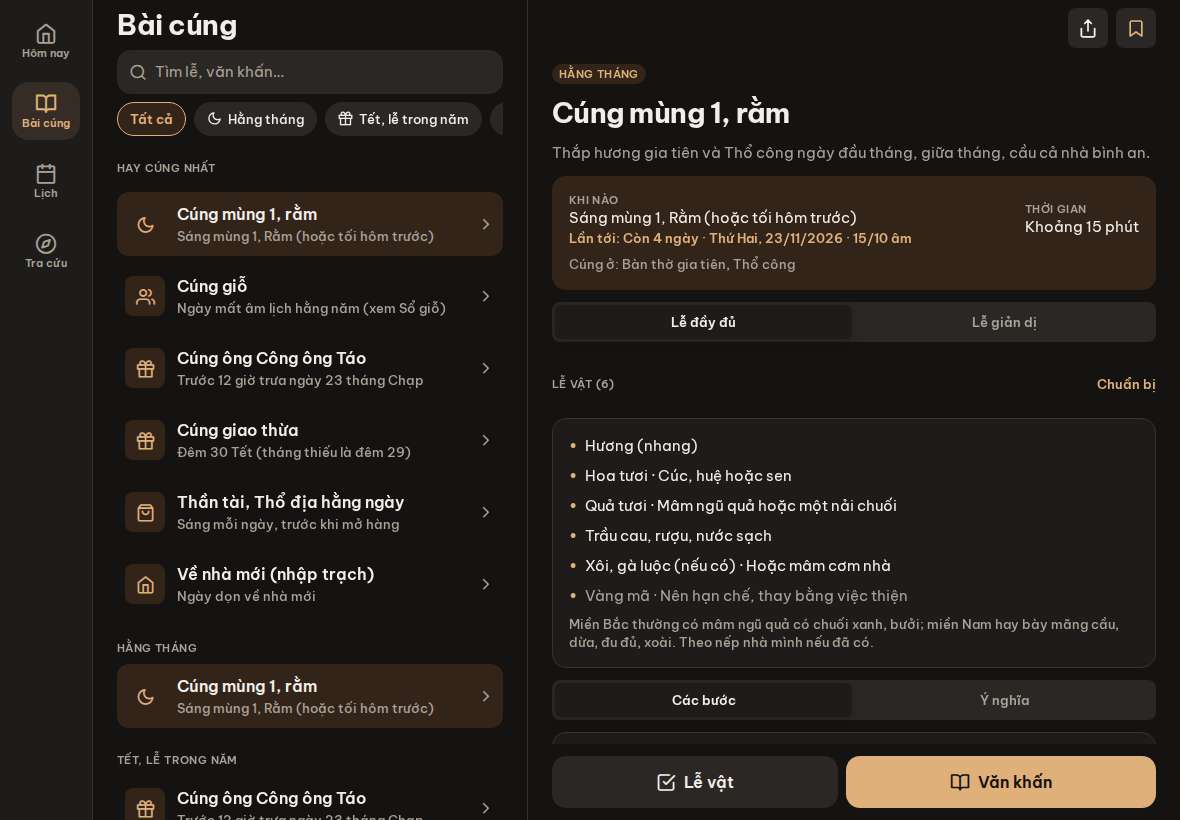 Hôm nay
Bài cúng
Lịch
Tra cứu
Bài cúng
Tìm lễ, văn khấn...
Tất cả
Hằng tháng
Tết, lễ trong năm
HAY CÚNG NHẤT
Cúng mùng 1, rằm
Sáng mùng 1, Rằm (hoặc tối hôm trước)
Cúng giỗ
Ngày mất âm lịch hằng năm (xem Sổ giỗ)
Cúng ông Công ông Táo
Trước 12 giờ trưa ngày 23 tháng Chạp
Cúng giao thừa
Đêm 30 Tết (tháng thiếu là đêm 29)
Thần tài, Thổ địa hằng ngày
Sáng mỗi ngày, trước khi mở hàng
Về nhà mới (nhập trạch)
Ngày dọn về nhà mới
HẰNG THÁNG
Cúng mùng 1, rằm
Sáng mùng 1, Rằm (hoặc tối hôm trước)
TẾT, LỄ TRONG NĂM
Cúng ông Công ông Táo
Trước 12 giờ trưa ngày 23 tháng Chạp
HẰNG THÁNG
Cúng mùng 1, rằm
Thắp hương gia tiên và Thổ công ngày đầu tháng, giữa tháng, cầu cả nhà bình an.
KHI NÀO
Sáng mùng 1, Rằm (hoặc tối hôm trước)
Lần tới: Còn 4 ngày · Thứ Hai, 23/11/2026 · 15/10 âm
Cúng ở: Bàn thờ gia tiên, Thổ công
THỜI GIAN
Khoảng 15 phút
Lễ đầy đủ
Lễ giản dị
LỄ VẬT (6)
Chuẩn bị
• Hương (nhang)
• Hoa tươi · Cúc, huệ hoặc sen
• Quả tươi · Mâm ngũ quả hoặc một nải chuối
• Trầu cau, rượu, nước sạch
• Xôi, gà luộc (nếu có) · Hoặc mâm cơm nhà
• Vàng mã · Nên hạn chế, thay bằng việc thiện
Miền Bắc thường có mâm ngũ quả có chuối xanh, bưởi; miền Nam hay bày mãng cầu,
dừa, đu đủ, xoài. Theo nếp nhà mình nếu đã có.
Các bước
Ý nghĩa
Lễ vật
Văn khấn